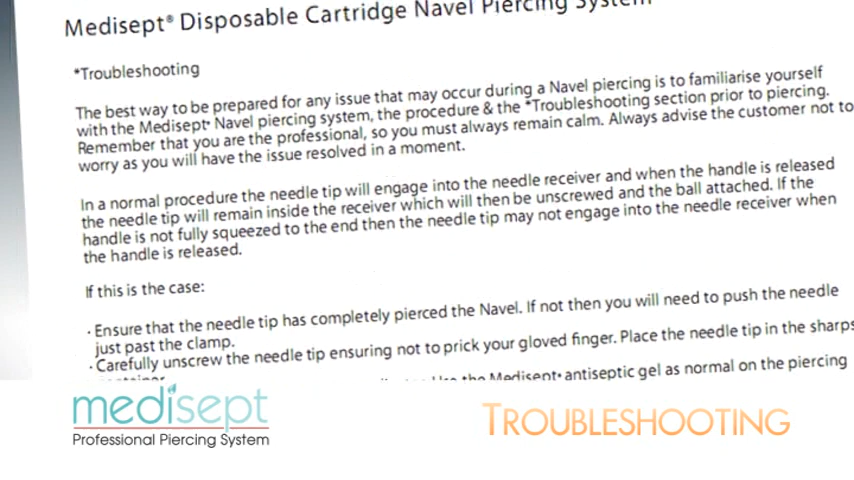 Medisept® Disposable Cartridge Navel Piercing System
*Troubleshooting
The best way to be prepared for any issue that may occur during a Navel piercing is to familiarise yourself
with the Medisept® Navel piercing system, the procedure & the *Troubleshooting section prior to piercing.
Remember that you are the professional, so you must always remain calm. Always advise the customer not to
worry as you will have the issue resolved in a moment.
In a normal procedure the needle tip will engage into the needle receiver and when the handle is released
the needle tip will remain inside the receiver which will then be unscrewed and the ball attached. If the
handle is not fully squeezed to the end then the needle tip may not engage into the needle receiver when
the handle is released.
If this is the case:
· Ensure that the needle tip has completely pierced the Navel. If not then you will need to push the needle
just past the clamp.
· Carefully unscrew the needle tip ensuring not to prick your gloved finger. Place the needle tip in the sharps
the Medisept® antiseptic gel as normal on the piercing
medisept
Professional Piercing System
TROUBLESHOOTING